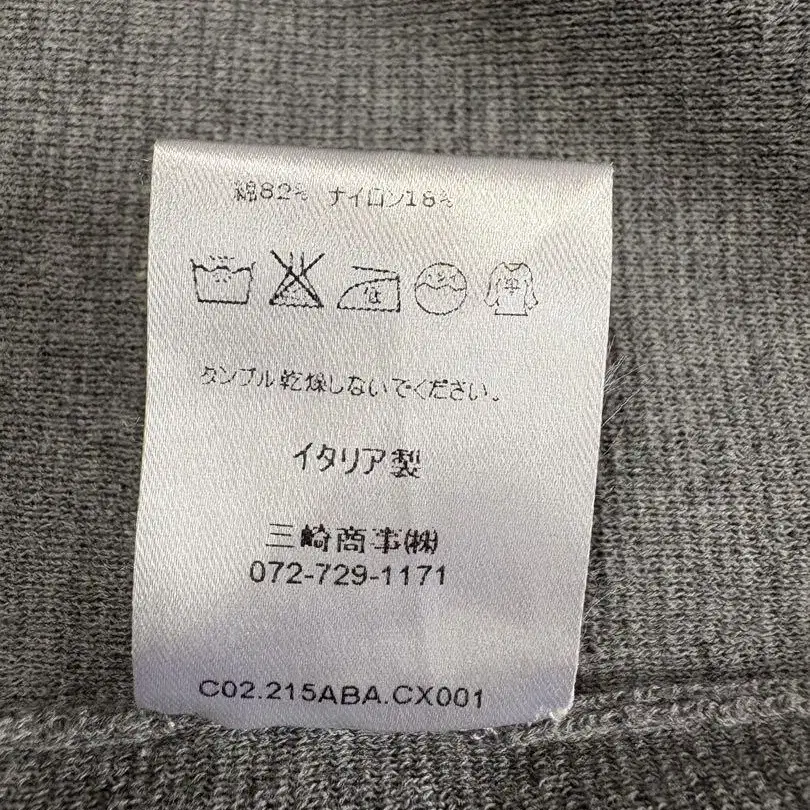 綿82% ナイロン18%
低
平
タンブル乾燥しないでください。
イタリア製
三崎商事㈱
072-729-1171
C02.215ABA.CX001